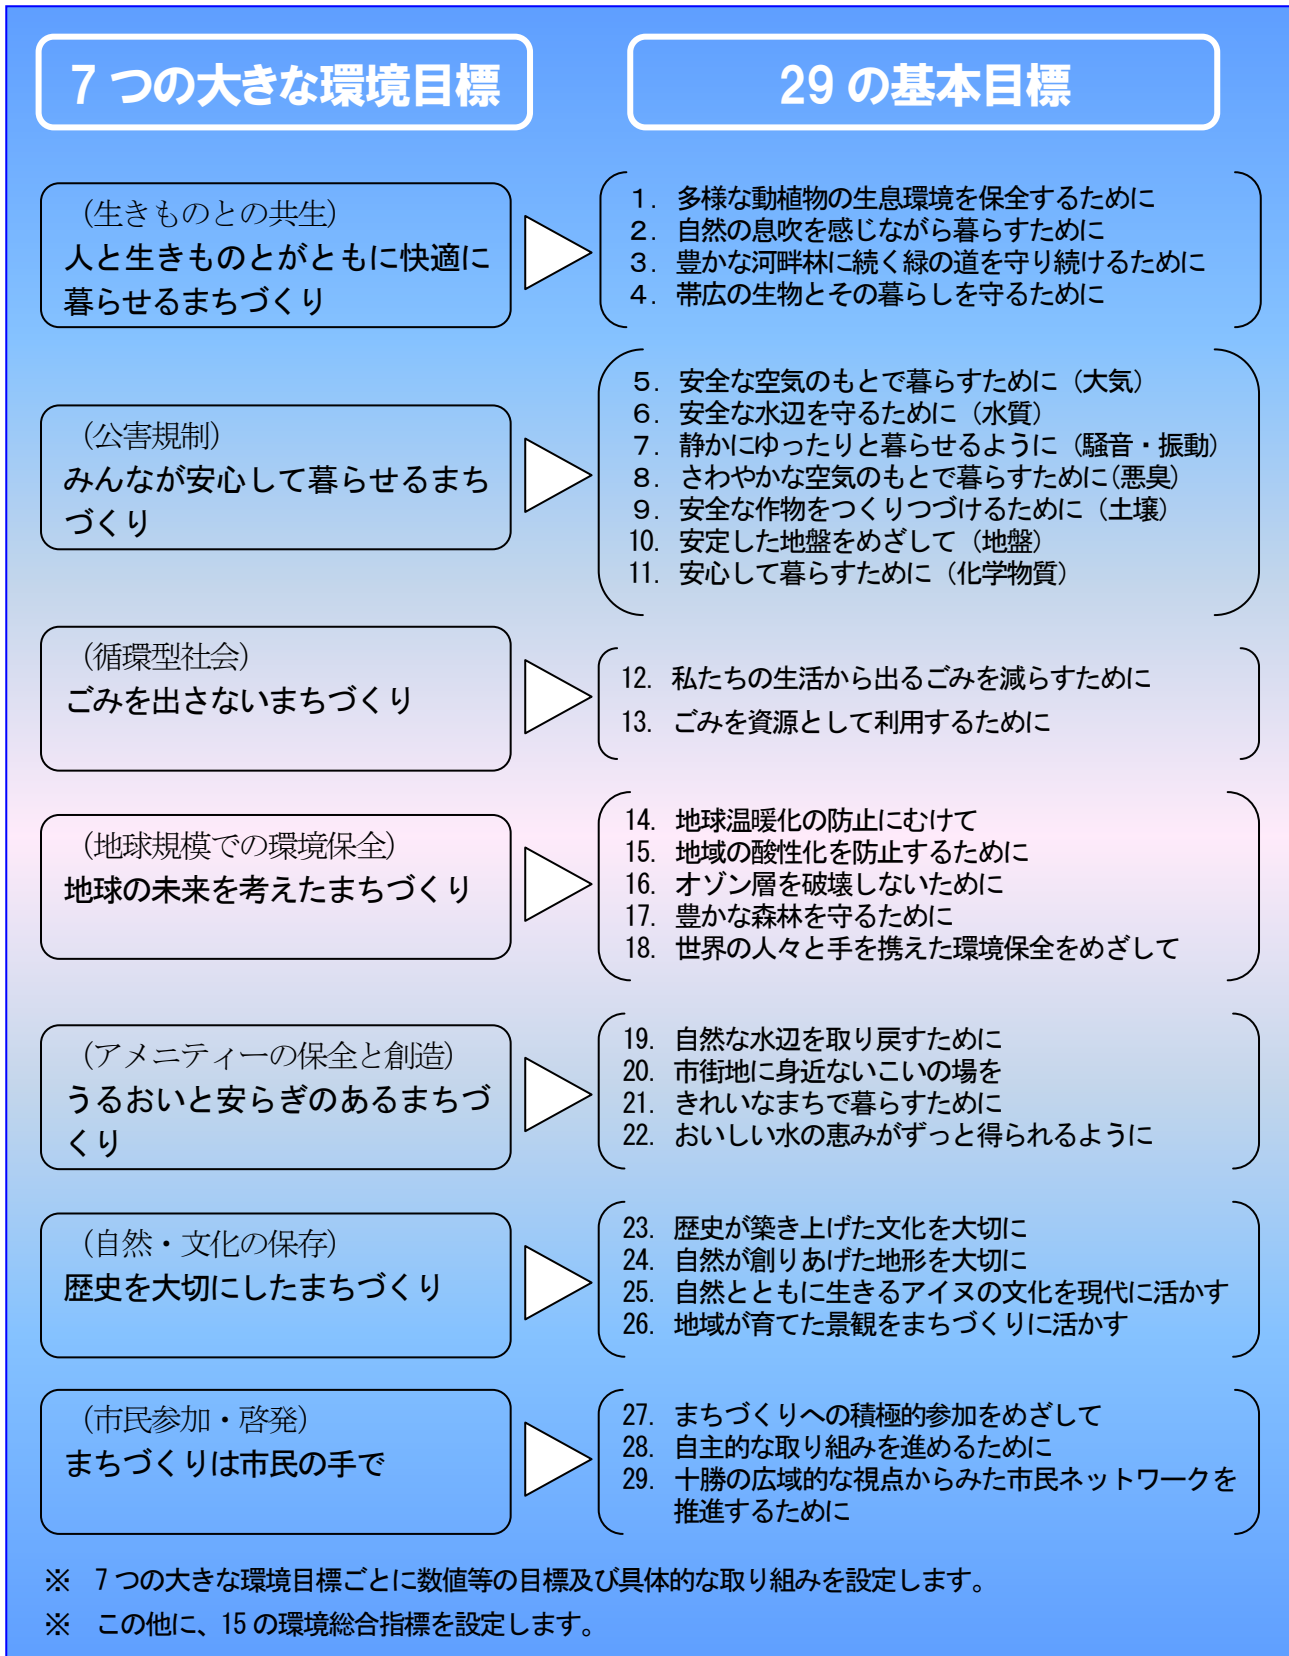 7つの大きな環境目標
29の基本目標
（生きものとの共生）
人と生きものとがともに快適に
暮らせるまちづくり
1. 多様な動植物の生息環境を保全するために
2. 自然の息吹を感じながら暮らすために
3. 豊かな河畔林に続く緑の道を守り続けるために
4. 帯広の生物とその暮らしを守るために
（公害規制）
みんなが安心して暮らせるまち
づくり
5. 安全な空気のもとで暮らすために（大気）
6. 安全な水辺を守るために（水質）
7. 静かにゆったりと暮らせるように（騒音・振動）
8. さわやかな空気のもとで暮らすために(悪臭)
9. 安全な作物をつくりつづけるために（土壌）
10. 安定した地盤をめざして（地盤）
11. 安心して暮らすために（化学物質）
（循環型社会）
ごみを出さないまちづくり
12. 私たちの生活から出るごみを減らすために
13. ごみを資源として利用するために
（地球規模での環境保全）
地球の未来を考えたまちづくり
14. 地球温暖化の防止にむけて
15. 地域の酸性化を防止するために
16. オゾン層を破壊しないために
17. 豊かな森林を守るために
18. 世界の人々と手を携えた環境保全をめざして
（アメニティーの保全と創造）
うるおいと安らぎのあるまちづ
くり
19. 自然な水辺を取り戻すために
20. 市街地に身近ないこいの場を
21. きれいなまちで暮らすために
22. おいしい水の恵みがずっと得られるように
（自然・文化の保存）
歴史を大切にしたまちづくり
23. 歴史が築き上げた文化を大切に
24. 自然が創りあげた地形を大切に
25. 自然とともに生きるアイヌの文化を現代に活かす
26. 地域が育てた景観をまちづくりに活かす
（市民参加・啓発）
まちづくりは市民の手で
27. まちづくりへの積極的参加をめざして
28. 自主的な取り組みを進めるために
29. 十勝の広域的な視点からみた市民ネットワークを
推進するために
※ 7つの大きな環境目標ごとに数値等の目標及び具体的な取り組みを設定します。
※ この他に、15の環境総合指標を設定します。